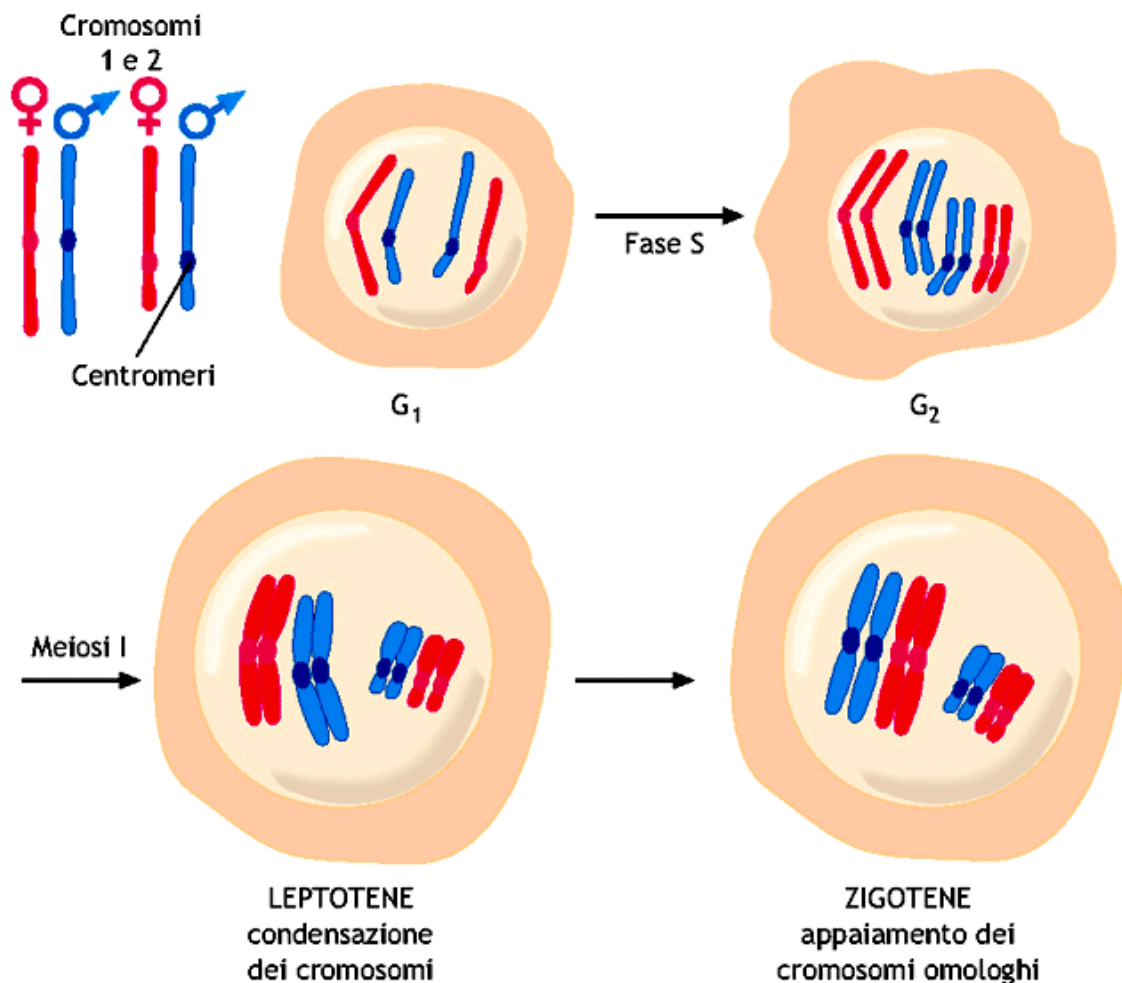 Cromosomi
1 e 2
Centromeri
G₁
Fase S
G₂
Meiosi I
LEPTOTENE
condensazione
dei cromosomi
ZIGOTENE
appaiamento dei
cromosomi omologhi